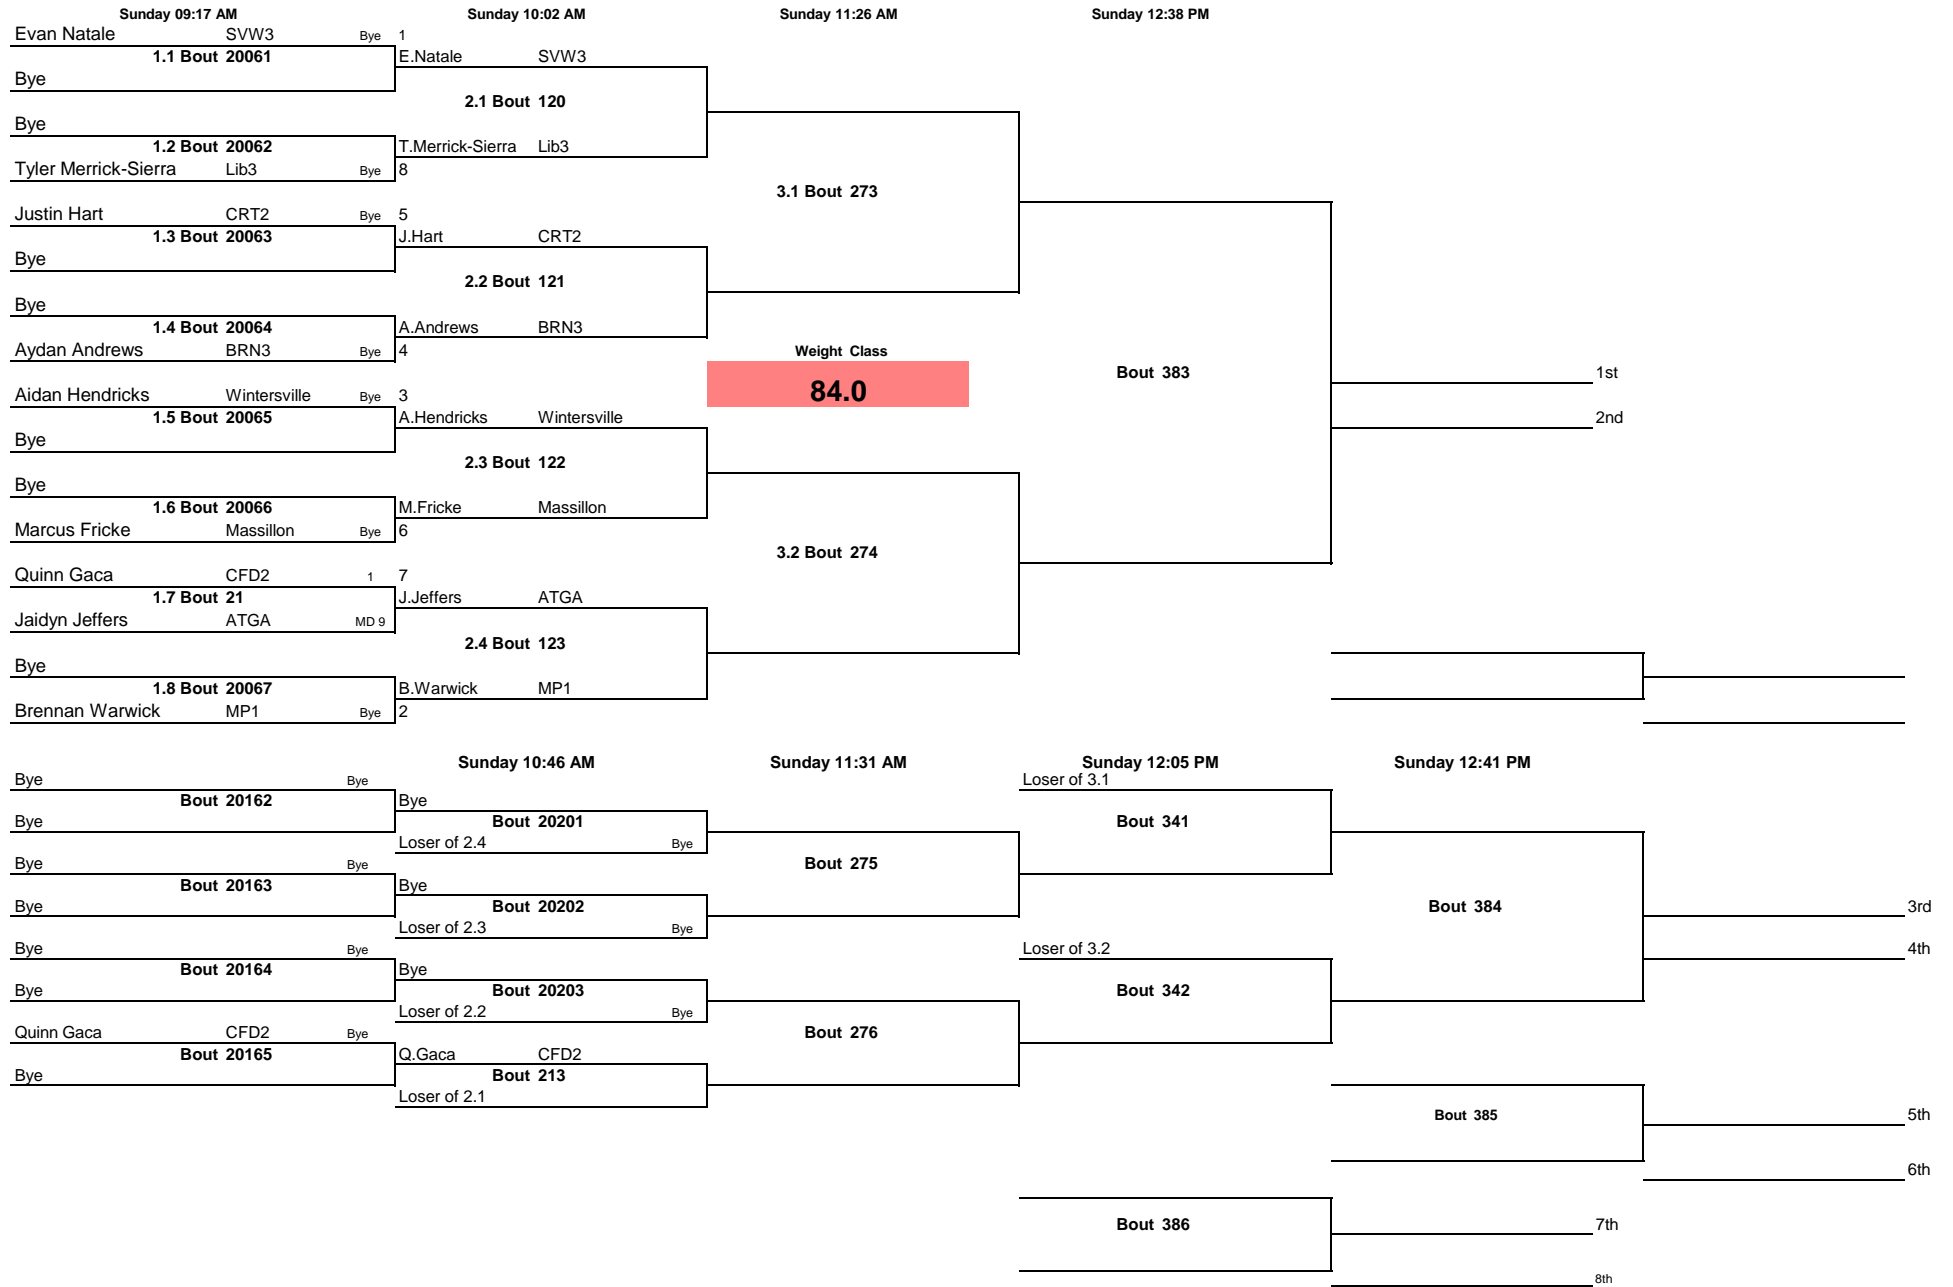 Sunday 09:17 AM Sunday 10:02 AM Sunday 11:26 AM Sunday 12:38 PM
Evan Natale SVW3 Bye 1
1.1 Bout 20061 E.Natale SVW3
Bye
2.1 Bout 120
Bye
1.2 Bout 20062 T.Merrick-Sierra Lib3
Tyler Merrick-Sierra Lib3 Bye 8
3.1 Bout 273
Justin Hart CRT2 Bye 5
1.3 Bout 20063 J.Hart CRT2
Bye
2.2 Bout 121
Bye
1.4 Bout 20064 A.Andrews BRN3
Aydan Andrews BRN3 Bye 4 Weight Class
Bout 383 1st
Aidan Hendricks Wintersville Bye 3 84.0
1.5 Bout 20065 A.Hendricks Wintersville 2nd
Bye
2.3 Bout 122
Bye
1.6 Bout 20066 M.Fricke Massillon
Marcus Fricke Massillon Bye 6
3.2 Bout 274
Quinn Gaca CFD2 1 7
1.7 Bout 21 J.Jeffers ATGA
Jaidyn Jeffers ATGA MD 9
2.4 Bout 123
Bye
1.8 Bout 20067 B.Warwick MP1
Brennan Warwick MP1 Bye 2
Sunday 10:46 AM Sunday 11:31 AM Sunday 12:05 PM Sunday 12:41 PM
Bye Bye Loser of 3.1
Bout 20162 Bye
Bye Bout 20201 Bout 341
Loser of 2.4 Bye
Bye Bye Bout 275
Bout 20163 Bye
Bye Bout 20202 Bout 384 3rd
Loser of 2.3 Bye
Bye Bye Loser of 3.2 4th
Bout 20164 Bye
Bye Bout 20203 Bout 342
Loser of 2.2 Bye
Quinn Gaca CFD2 Bye Bout 276
Bout 20165 Q.Gaca CFD2
Bye Bout 213
Loser of 2.1
Bout 385 5th
6th
Bout 386 7th
8th